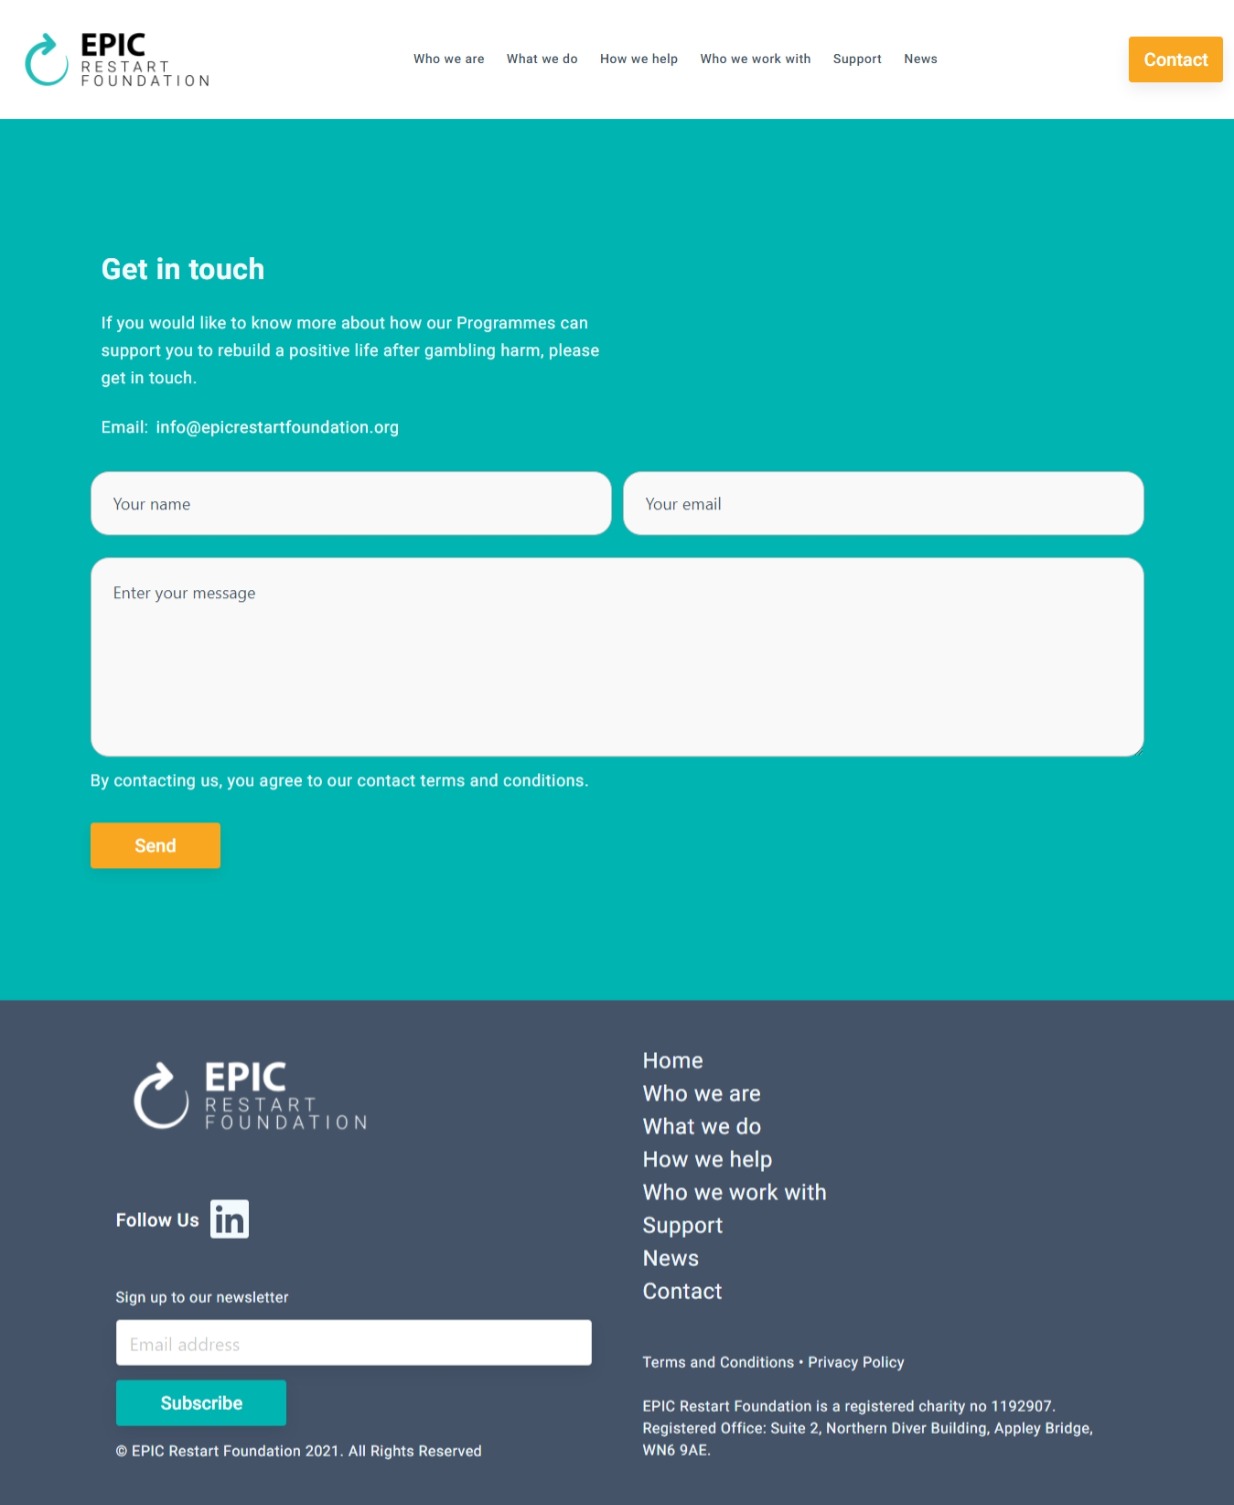 EPIC
RESTART
FOUNDATION
Who we are
What we do
How we help
Who we work with
Support
News
Contact
Get in touch
If you would like to know more about how our Programmes can
support you to rebuild a positive life after gambling harm, please
get in touch.
Email: info@epicrestartfoundation.org
Your name
Your email
Enter your message
By contacting us, you agree to our contact terms and conditions.
Send
EPIC
RESTART
FOUNDATION
Follow Us in
Sign up to our newsletter
Email address
Subscribe
© EPIC Restart Foundation 2021. All Rights Reserved
Home
Who we are
What we do
How we help
Who we work with
Support
News
Contact
Terms and Conditions • Privacy Policy
EPIC Restart Foundation is a registered charity no 1192907.
Registered Office: Suite 2, Northern Diver Building, Appley Bridge,
WN6 9AE.